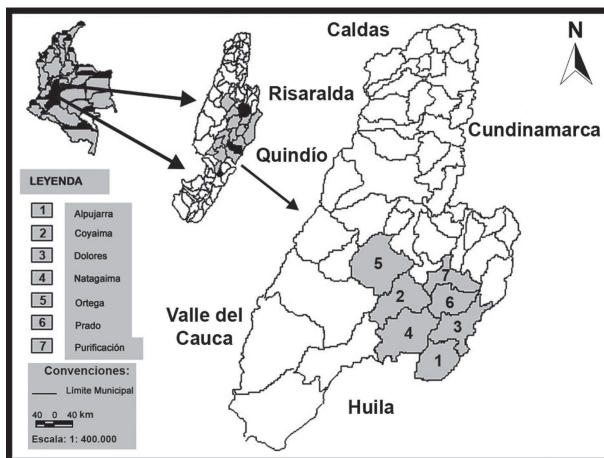 Caldas
N
Risaralda
Cundinamarca
Quindío
LEYENDA
1 Alpujarra
2 Coyaima
3 Dolores
4 Natagaima
5 Ortega
6 Prado
7 Purificación
Convenciones:
Límite Municipal
40 0 40 km
Escala: 1: 400.000
Valle del
Cauca
Huila
5
7
2
6
3
4
1